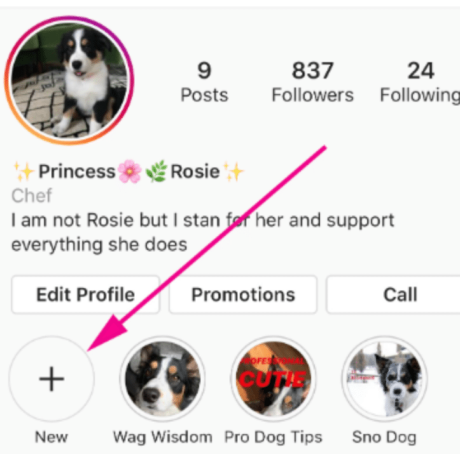 9 837 24
Posts Followers Following
✨Princess🌸🌿Rosie✨
Chef
I am not Rosie but I stan for her and support
everything she does
Edit Profile Promotions Call
CUTIE
New Wag Wisdom Pro Dog Tips Sno Dog